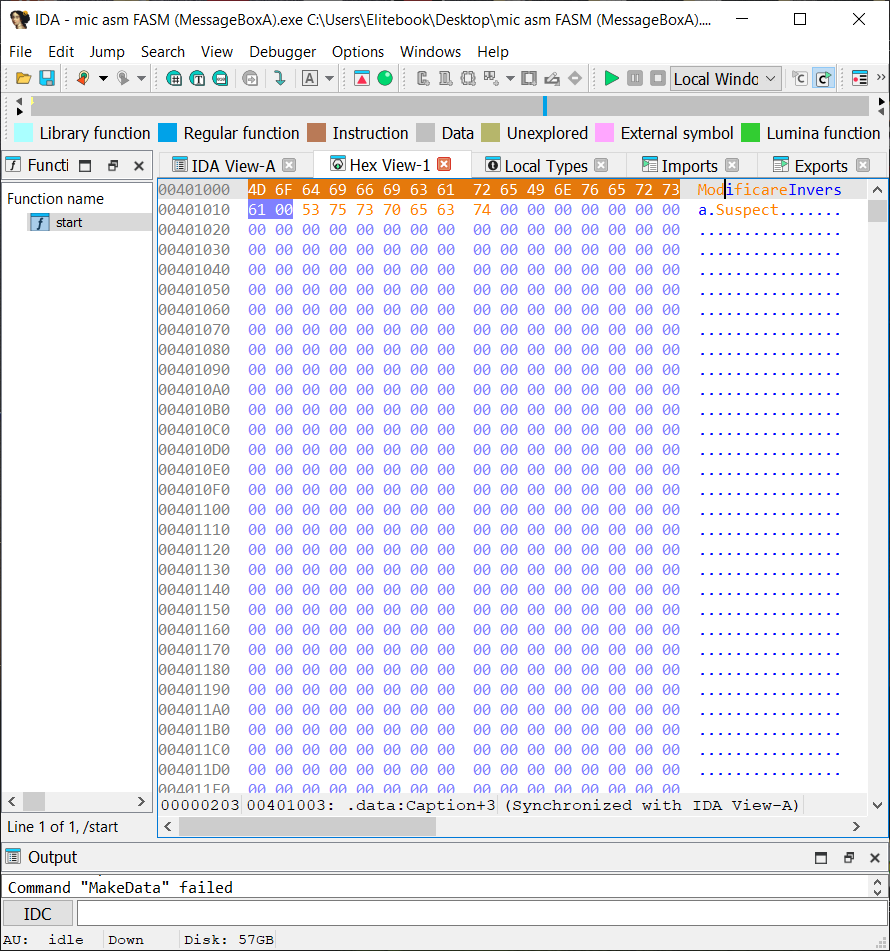 IDA - mic asm FASM (MessageBoxA).exe C:\Users\Elitebook\Desktop\mic asm FASM (MessageBoxA)....
File Edit Jump Search View Debugger Options Windows Help
Local Windo
Library function Regular function Instruction Data Unexplored External symbol Lumina function
Functi
IDA View-A Hex View-1 Local Types Imports Exports
Function name
start
00401000 4D 6F 64 69 66 69 63 61 72 65 49 6E 76 65 72 73 ModificareInvers
00401010 61 00 53 75 73 70 65 63 74 00 00 00 00 00 00 00 a.Suspect.......
00401020 00 00 00 00 00 00 00 00 00 00 00 00 00 00 00 00 ................
00401030 00 00 00 00 00 00 00 00 00 00 00 00 00 00 00 00 ................
00401040 00 00 00 00 00 00 00 00 00 00 00 00 00 00 00 00 ................
00401050 00 00 00 00 00 00 00 00 00 00 00 00 00 00 00 00 ................
00401060 00 00 00 00 00 00 00 00 00 00 00 00 00 00 00 00 ................
00401070 00 00 00 00 00 00 00 00 00 00 00 00 00 00 00 00 ................
00401080 00 00 00 00 00 00 00 00 00 00 00 00 00 00 00 00 ................
00401090 00 00 00 00 00 00 00 00 00 00 00 00 00 00 00 00 ................
004010A0 00 00 00 00 00 00 00 00 00 00 00 00 00 00 00 00 ................
004010B0 00 00 00 00 00 00 00 00 00 00 00 00 00 00 00 00 ................
004010C0 00 00 00 00 00 00 00 00 00 00 00 00 00 00 00 00 ................
004010D0 00 00 00 00 00 00 00 00 00 00 00 00 00 00 00 00 ................
004010E0 00 00 00 00 00 00 00 00 00 00 00 00 00 00 00 00 ................
004010F0 00 00 00 00 00 00 00 00 00 00 00 00 00 00 00 00 ................
00401100 00 00 00 00 00 00 00 00 00 00 00 00 00 00 00 00 ................
00401110 00 00 00 00 00 00 00 00 00 00 00 00 00 00 00 00 ................
00401120 00 00 00 00 00 00 00 00 00 00 00 00 00 00 00 00 ................
00401130 00 00 00 00 00 00 00 00 00 00 00 00 00 00 00 00 ................
00401140 00 00 00 00 00 00 00 00 00 00 00 00 00 00 00 00 ................
00401150 00 00 00 00 00 00 00 00 00 00 00 00 00 00 00 00 ................
00401160 00 00 00 00 00 00 00 00 00 00 00 00 00 00 00 00 ................
00401170 00 00 00 00 00 00 00 00 00 00 00 00 00 00 00 00 ................
00401180 00 00 00 00 00 00 00 00 00 00 00 00 00 00 00 00 ................
00401190 00 00 00 00 00 00 00 00 00 00 00 00 00 00 00 00 ................
004011A0 00 00 00 00 00 00 00 00 00 00 00 00 00 00 00 00 ................
004011B0 00 00 00 00 00 00 00 00 00 00 00 00 00 00 00 00 ................
004011C0 00 00 00 00 00 00 00 00 00 00 00 00 00 00 00 00 ................
004011D0 00 00 00 00 00 00 00 00 00 00 00 00 00 00 00 00 ................
004011E0 00 00 00 00 00 00 00 00 00 00 00 00 00 00 00 00
00000203 00401003: .data:Caption+3 (Synchronized with IDA View-A)
Line 1 of 1, /start
Output
Command "MakeData" failed
IDC
AU: idle Down Disk: 57GB